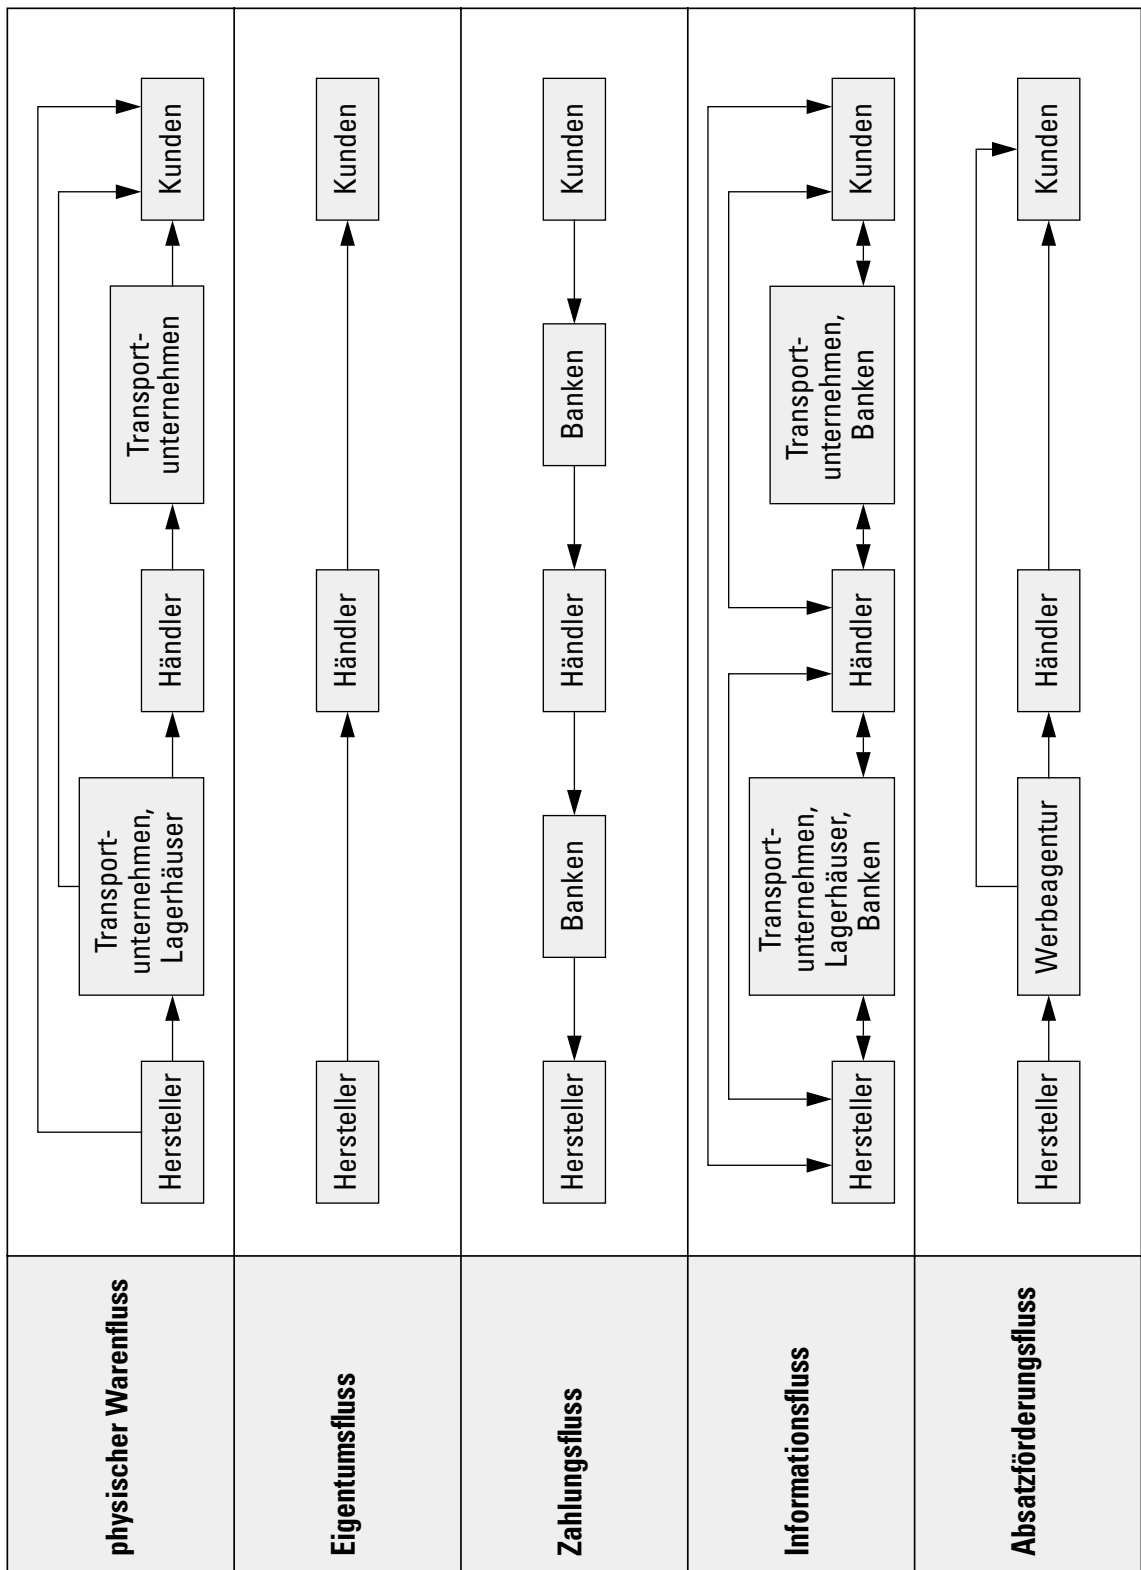 physischer Warenfluss
Hersteller
Transport-
unternehmen,
Lagerhäuser
Händler
Transport-
unternehmen
Kunden
Eigentumsfluss
Hersteller
Händler
Kunden
Zahlungsfluss
Hersteller
Banken
Händler
Banken
Kunden
Informationsfluss
Hersteller
Transport-
unternehmen,
Lagerhäuser,
Banken
Händler
Transport-
unternehmen,
Banken
Kunden
Absatzförderungsfluss
Hersteller
Werbeagentur
Händler
Kunden